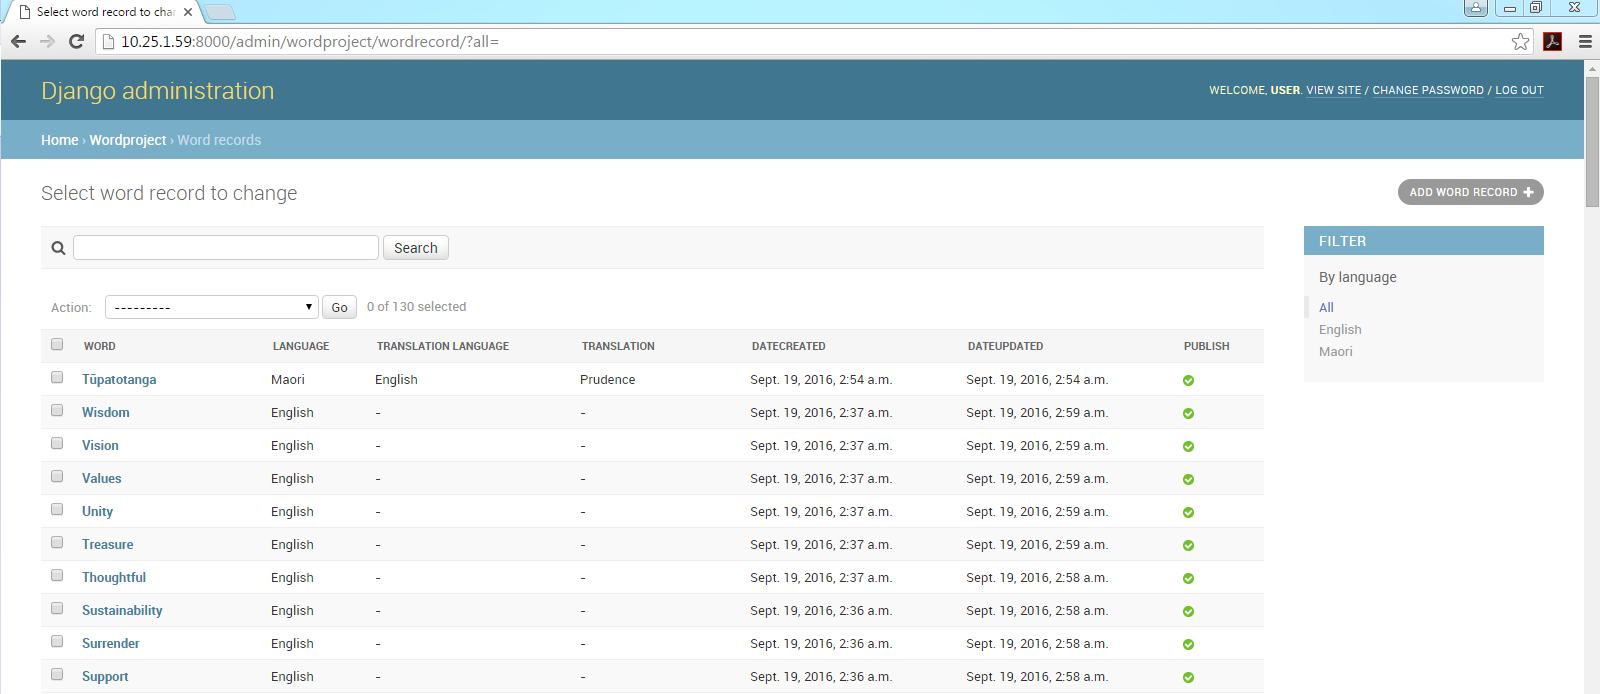 Select word record to cha
10.25.1.59:8000/admin/wordproject/wordrecord/?all=
Django administration
WELCOME, USER. VIEW SITE / CHANGE PASSWORD / LOG OUT
Home › Wordproject › Word records
Select word record to change
ADD WORD RECORD +
Search
FILTER
By language
All
English
Maori
Action: --------- Go 0 of 130 selected
WORD LANGUAGE TRANSLATION LANGUAGE TRANSLATION DATECREATED DATEUPDATED PUBLISH
Tūpatotanga Maori English Prudence Sept. 19, 2016, 2:54 a.m. Sept. 19, 2016, 2:54 a.m.
Wisdom English - - Sept. 19, 2016, 2:37 a.m. Sept. 19, 2016, 2:59 a.m.
Vision English - - Sept. 19, 2016, 2:37 a.m. Sept. 19, 2016, 2:59 a.m.
Values English - - Sept. 19, 2016, 2:37 a.m. Sept. 19, 2016, 2:59 a.m.
Unity English - - Sept. 19, 2016, 2:37 a.m. Sept. 19, 2016, 2:59 a.m.
Treasure English - - Sept. 19, 2016, 2:37 a.m. Sept. 19, 2016, 2:59 a.m.
Thoughtful English - - Sept. 19, 2016, 2:37 a.m. Sept. 19, 2016, 2:58 a.m.
Sustainability English - - Sept. 19, 2016, 2:36 a.m. Sept. 19, 2016, 2:58 a.m.
Surrender English - - Sept. 19, 2016, 2:36 a.m. Sept. 19, 2016, 2:58 a.m.
Support English - - Sept. 19, 2016, 2:36 a.m. Sept. 19, 2016, 2:58 a.m.